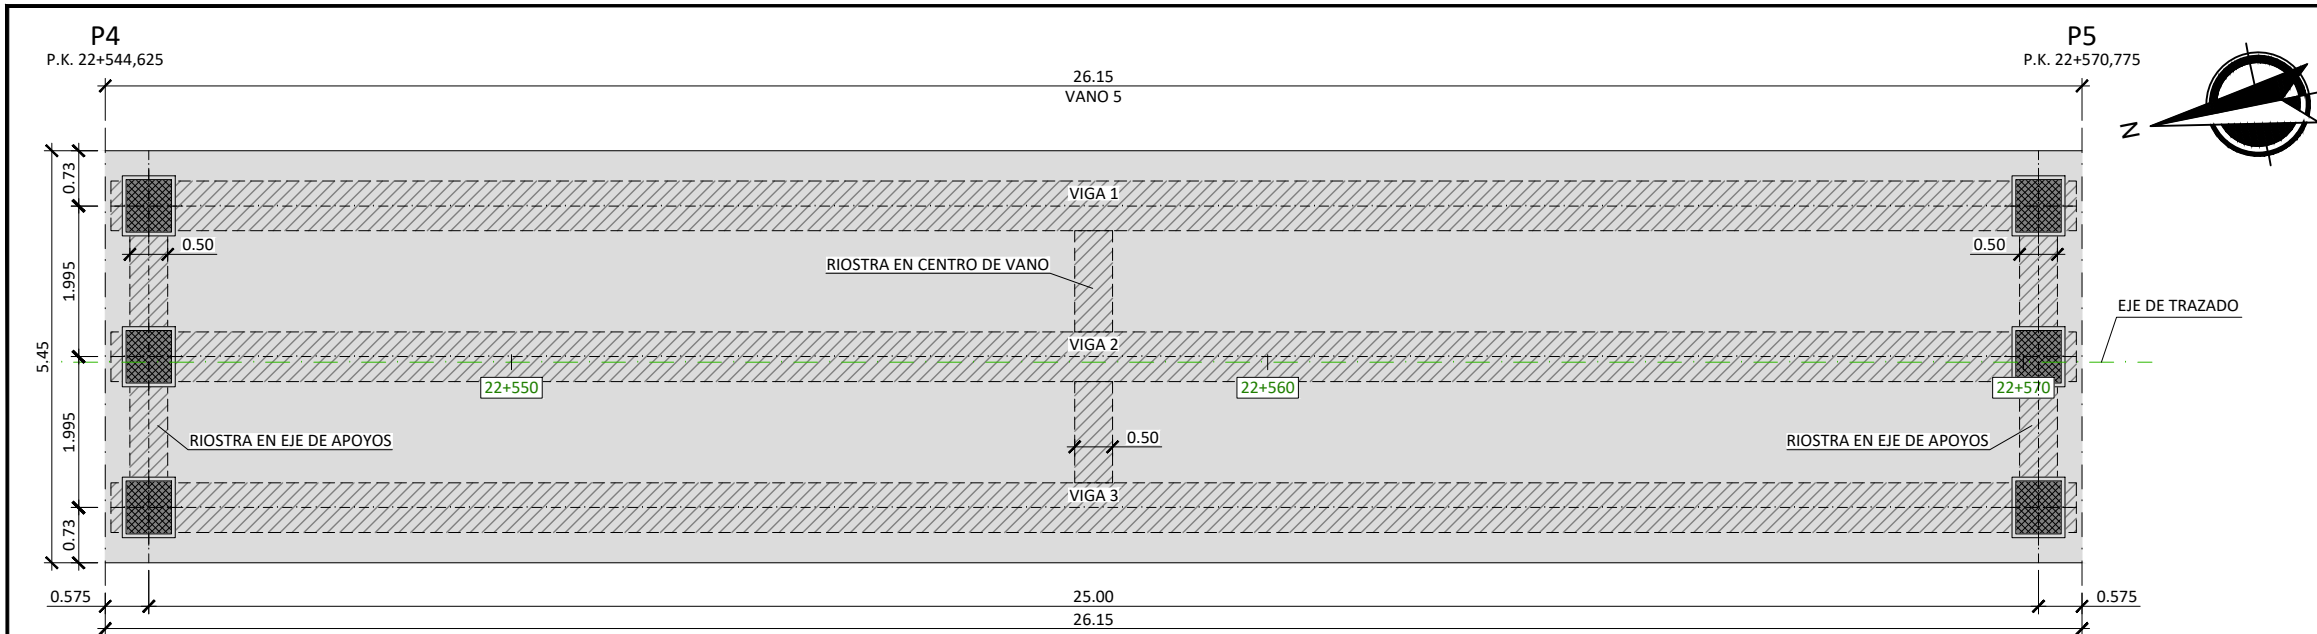 P4
P.K. 22+544,625
P5
P.K. 22+570,775
26.15
VANO 5
N
0.73
1.995
5.45
1.995
0.73
VIGA 1
0.50
0.50
RIOSTRA EN CENTRO DE VANO
EJE DE TRAZADO
VIGA 2
22+550
22+560
22+570
RIOSTRA EN EJE DE APOYOS
0.50
RIOSTRA EN EJE DE APOYOS
VIGA 3
0.575
25.00
0.575
26.15